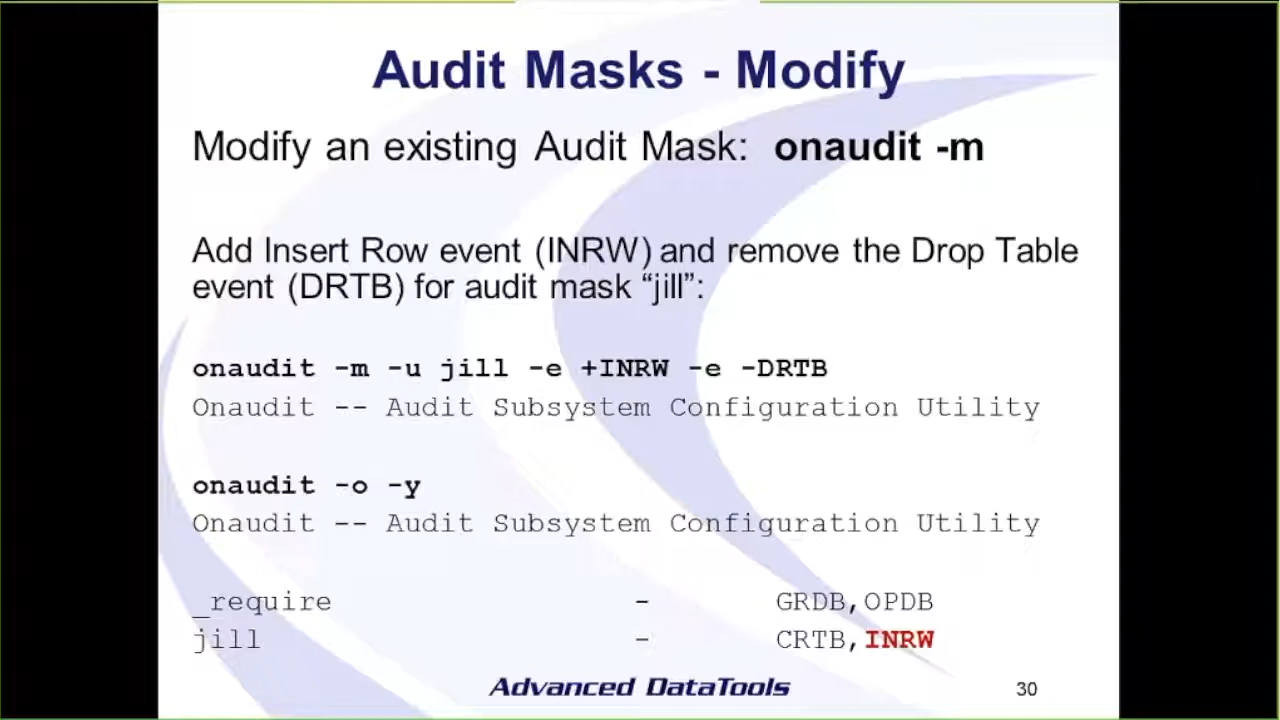 Audit Masks - Modify
Modify an existing Audit Mask: onaudit -m
Add Insert Row event (INRW) and remove the Drop Table
event (DRTB) for audit mask “jill”:
onaudit -m -u jill -e +INRW -e -DRTB
Onaudit -- Audit Subsystem Configuration Utility
onaudit -o -y
Onaudit -- Audit Subsystem Configuration Utility
_require - GRDB,OPDB
jill - CRTB,INRW
Advanced DataTools 30